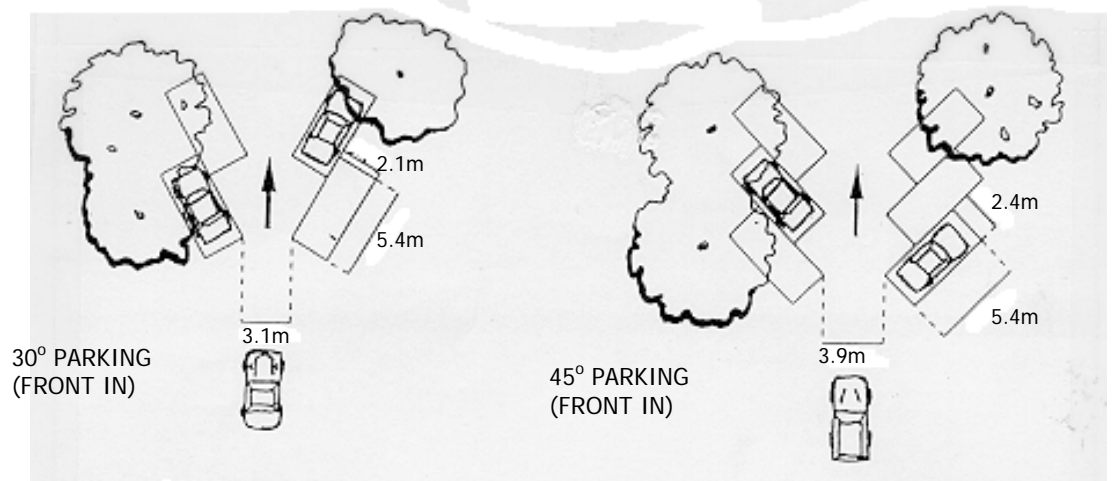 2.1m
5.4m
3.1m
30° PARKING
(FRONT IN)
2.4m
5.4m
3.9m
45° PARKING
(FRONT IN)